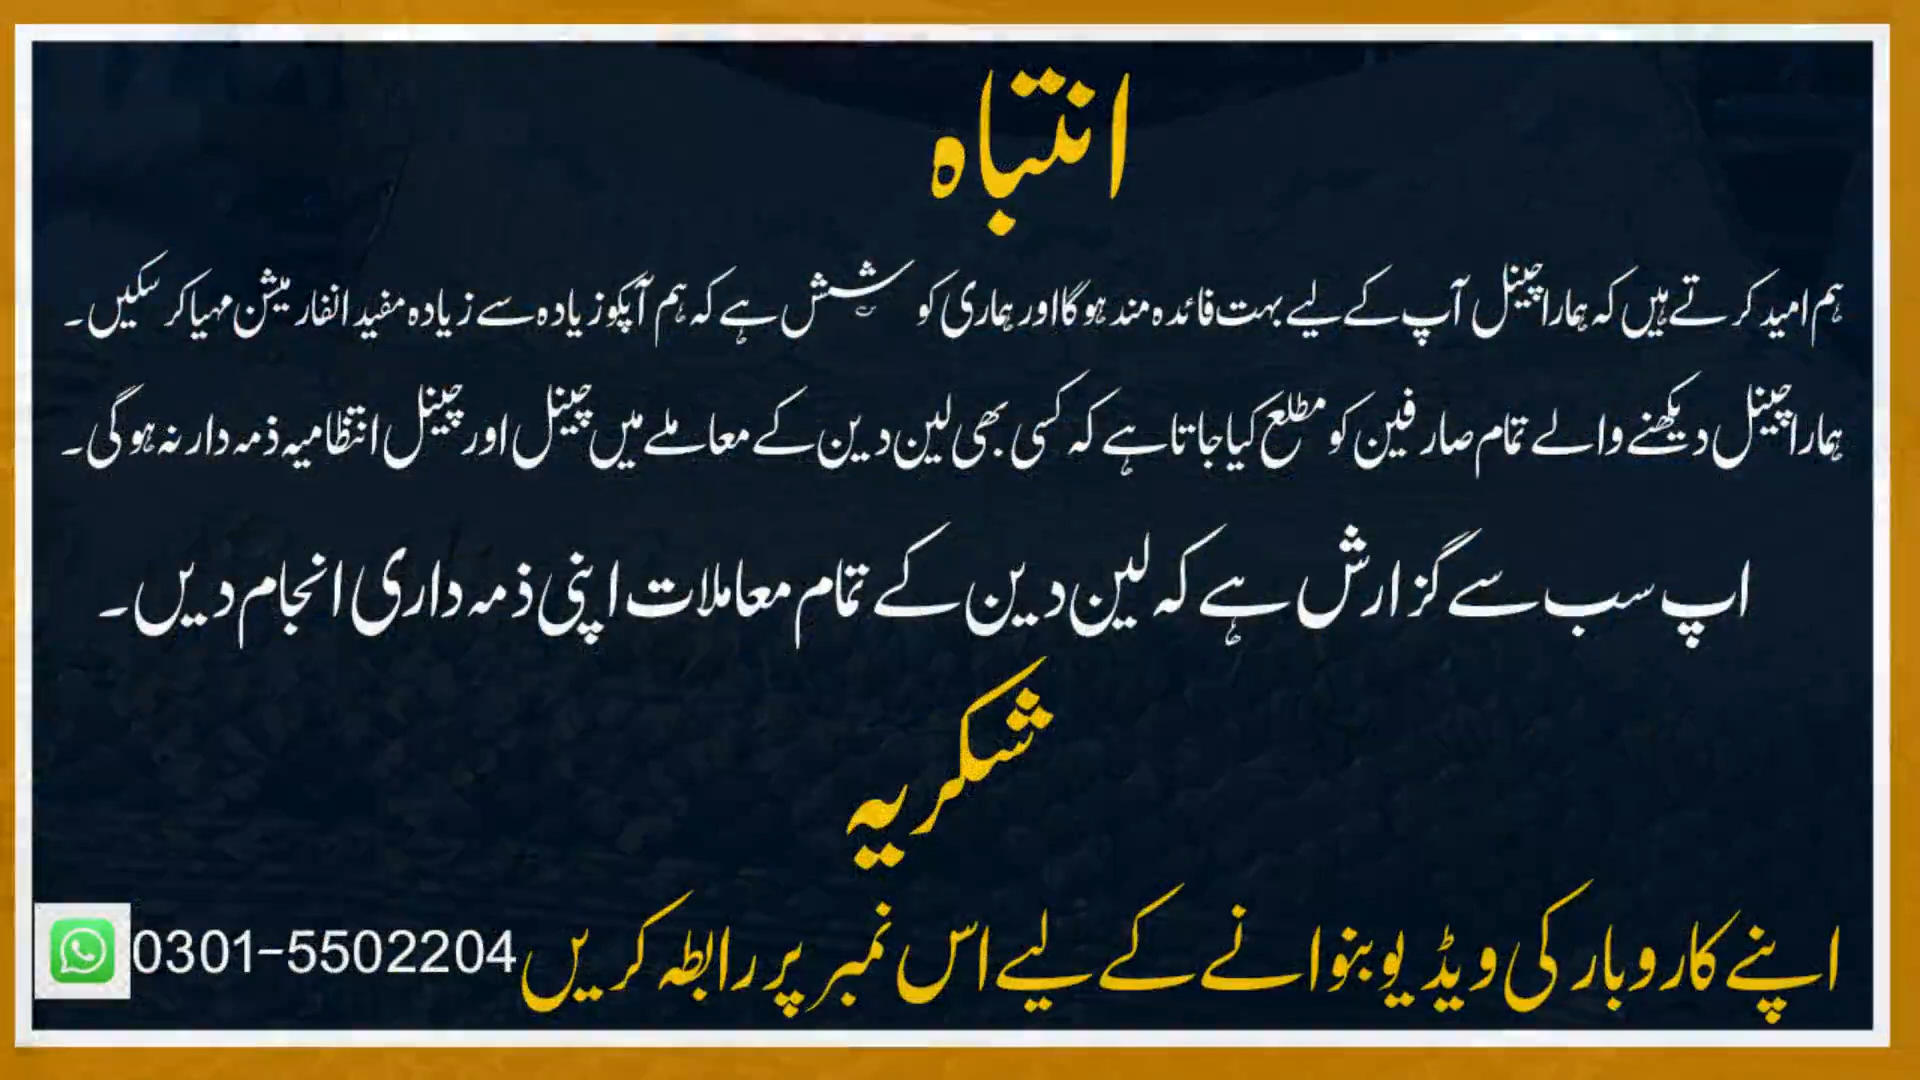 انتباہ
ہم امید کرتے ہیں کہ ہمارا چینل آپ کے لیے بہت فائدہ مند ہوگا اور ہماری کوشش ہے کہ ہم آپکو زیادہ سے زیادہ مفید انفارمیشن مہیا کر سکیں۔
ہمارا چینل دیکھنے والے تمام صارفین کو مطلع کیا جاتا ہے کہ کسی بھی لین دین کے معاملے میں چینل اور چینل انتظامیہ ذمہ دار نہ ہوگی۔
اپ سب سے گزارش ہے کہ لین دین کے تمام معاملات اپنی ذمہ داری انجام دیں۔
شکریہ
اپنے کاروبار کی ویڈیو بنوانے کے لیے اس نمبر پر رابطہ کریں 0301-5502204